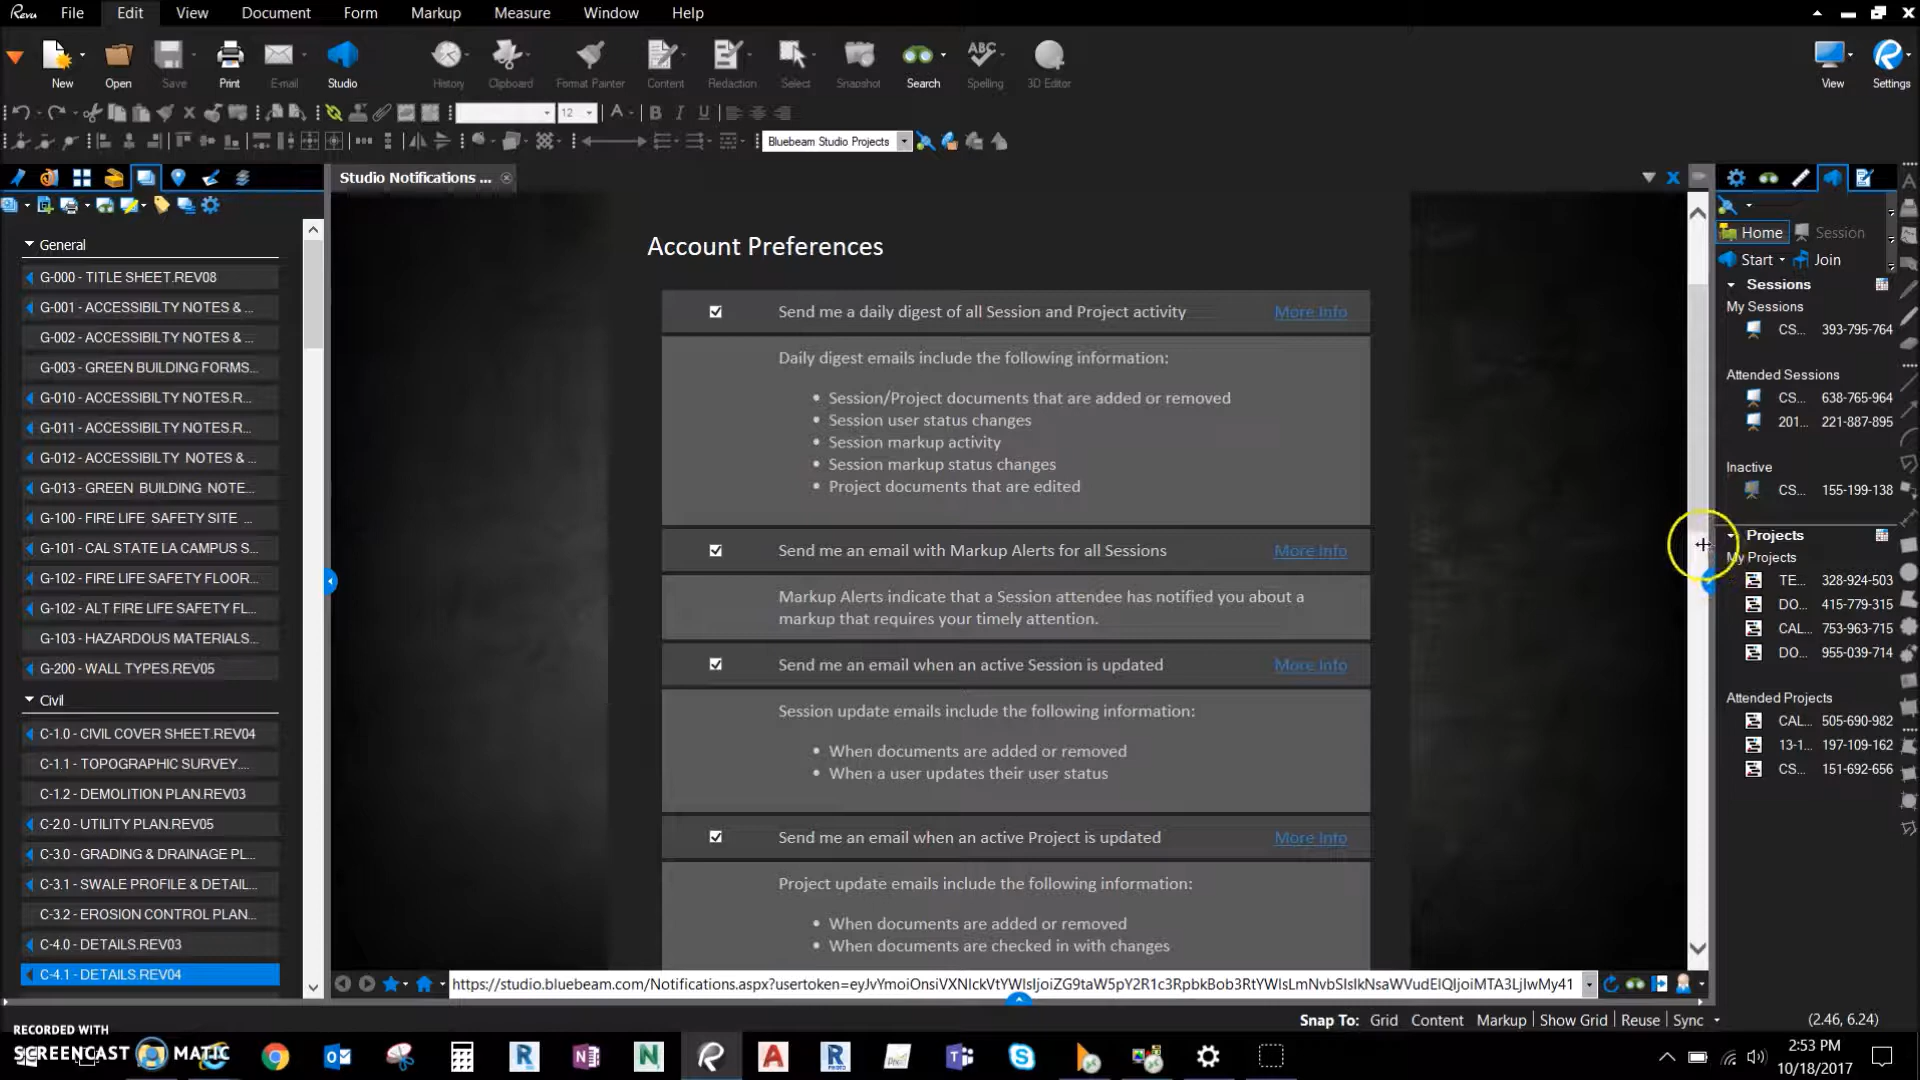 Revu File Edit View Document Form Markup Measure Window Help
New Open Save Print E-mail Studio History Clipboard Format Painter Content Redaction Select Snapshot Search Spelling 3D Editor View Settings
ABC
12 A B I U
Bluebeam Studio Projects
Studio Notifications ...
General
G-000 - TITLE SHEET.REV08
G-001 - ACCESSIBILTY NOTES & ...
G-002 - ACCESSIBILTY NOTES & ...
G-003 - GREEN BUILDING FORMS...
G-010 - ACCESSIBILTY NOTES.R...
G-011 - ACCESSIBILTY NOTES.R...
G-012 - ACCESSIBILTY NOTES & ...
G-013 - GREEN BUILDING NOTE...
G-100 - FIRE LIFE SAFETY SITE ...
G-101 - CAL STATE LA CAMPUS S...
G-102 - FIRE LIFE SAFETY FLOOR...
G-102 - ALT FIRE LIFE SAFETY FL...
G-103 - HAZARDOUS MATERIALS...
G-200 - WALL TYPES.REV05
Civil
C-1.0 - CIVIL COVER SHEET.REV04
C-1.1 - TOPOGRAPHIC SURVEY....
C-1.2 - DEMOLITION PLAN.REV03
C-2.0 - UTILITY PLAN.REV05
C-3.0 - GRADING & DRAINAGE PL...
C-3.1 - SWALE PROFILE & DETAIL...
C-3.2 - EROSION CONTROL PLAN...
C-4.0 - DETAILS.REV03
C-4.1 - DETAILS.REV04
Account Preferences
Send me a daily digest of all Session and Project activity More Info
Daily digest emails include the following information:
• Session/Project documents that are added or removed
• Session user status changes
• Session markup activity
• Session markup status changes
• Project documents that are edited
Send me an email with Markup Alerts for all Sessions More Info
Markup Alerts indicate that a Session attendee has notified you about a
markup that requires your timely attention.
Send me an email when an active Session is updated More Info
Session update emails include the following information:
• When documents are added or removed
• When a user updates their user status
Send me an email when an active Project is updated More Info
Project update emails include the following information:
• When documents are added or removed
• When documents are checked in with changes
Home Session
Start Join
Sessions
My Sessions
CS... 393-795-764
Attended Sessions
CS... 638-765-964
201... 221-887-895
Inactive
CS... 155-199-138
Projects
My Projects
TE... 328-924-503
DO... 415-779-315
CAL... 753-963-715
DO... 955-039-714
Attended Projects
CAL... 505-690-982
13-1... 197-109-162
CS... 151-692-656
Snap To: Grid Content Markup Show Grid Reuse Sync (2.46, 6.24)
RECORDED WITH
SCREENCAST MATIC
2:53 PM
10/18/2017